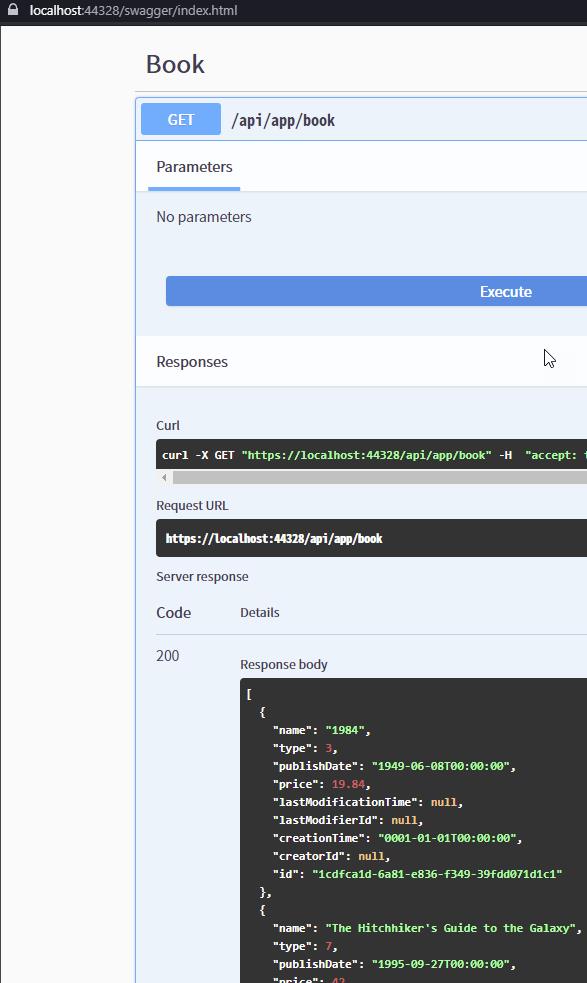 localhost:44328/swagger/index.html
Book
GET /api/app/book
Parameters
No parameters
Execute
Responses
Curl
curl -X GET "https://localhost:44328/api/app/book" -H "accept:
Request URL
https://localhost:44328/api/app/book
Server response
Code Details
200
Response body
[
{
"name": "1984",
"type": 3,
"publishDate": "1949-06-08T00:00:00",
"price": 19.84,
"lastModificationTime": null,
"lastModifierId": null,
"creationTime": "0001-01-01T00:00:00",
"creatorId": null,
"id": "1cdfca1d-6a81-e836-f349-39fdd071d1c1"
},
{
"name": "The Hitchhiker's Guide to the Galaxy",
"type": 7,
"publishDate": "1995-09-27T00:00:00",
"price": 42